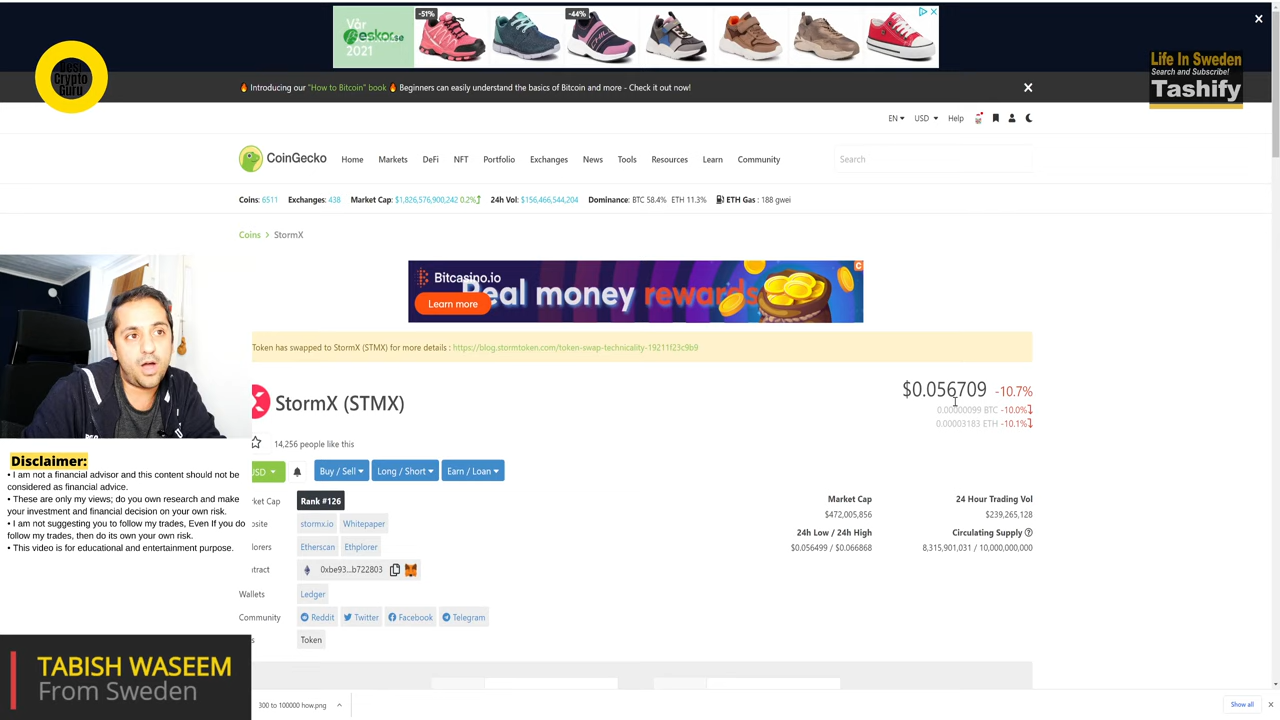 Vår
eskor.se
2021
-51%
-44%
Desi
Crypto
Guru
Life In Sweden
Search and Subscribe!
Tashify
🔥 Introducing our "How to Bitcoin" book 🔥 Beginners can easily understand the basics of Bitcoin and more - Check it out now!
EN USD Help
CoinGecko Home Markets DeFi NFT Portfolio Exchanges News Tools Resources Learn Community Search
Coins: 6511 Exchanges: 438 Market Cap: $1,826,576,900,242 0.2% 24h Vol: $156,466,544,204 Dominance: BTC 58.4% ETH 11.3% ETH Gas : 188 gwei
Coins > StormX
Bitcasino.io
Real money rewards
Learn more
Token has swapped to StormX (STMX) for more details : https://blog.stormtoken.com/token-swap-technicality-19211f23c9b9
StormX (STMX)
$0.056709 -10.7%
0.00000099 BTC -10.0%
0.00003183 ETH -10.1%
14,256 people like this
SD Buy / Sell Long / Short Earn / Loan
ket Cap Rank #126
osite stormx.io Whitepaper
lorers Etherscan Ethplorer
ontract 0xbe93...b722803
Wallets Ledger
Community Reddit Twitter Facebook Telegram
s Token
Market Cap 24 Hour Trading Vol
$472,005,856 $239,265,128
24h Low / 24h High Circulating Supply
$0.056499 / $0.066868 8,315,901,031 / 10,000,000,000
Disclaimer:
• I am not a financial advisor and this content should not be
considered as financial advice.
• These are only my views; do you own research and make
your investment and financial decision on your own risk.
• I am not suggesting you to follow my trades, Even If you do
follow my trades, then do its own your own risk.
• This video is for educational and entertainment purpose.
TABISH WASEEM
From Sweden
300 to 100000 how.png
Show all